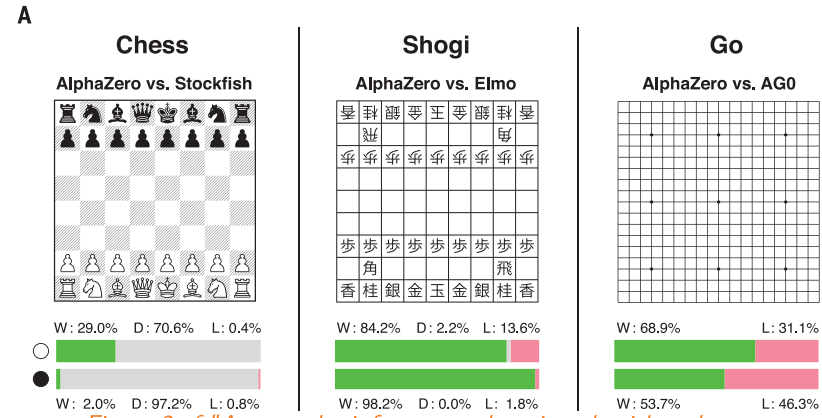 A
Chess
Shogi
Go
AlphaZero vs. Stockfish
AlphaZero vs. Elmo
AlphaZero vs. AG0
香桂銀金玉金銀桂香
飛 角
歩歩歩歩歩歩歩歩歩
歩歩歩歩歩歩歩歩歩
角 飛
香桂銀金玉金銀桂香
W: 29.0% D: 70.6% L: 0.4%
W: 84.2% D: 2.2% L: 13.6%
W: 68.9% L: 31.1%
W: 2.0% D: 97.2% L: 0.8%
W: 98.2% D: 0.0% L: 1.8%
W: 53.7% L: 46.3%